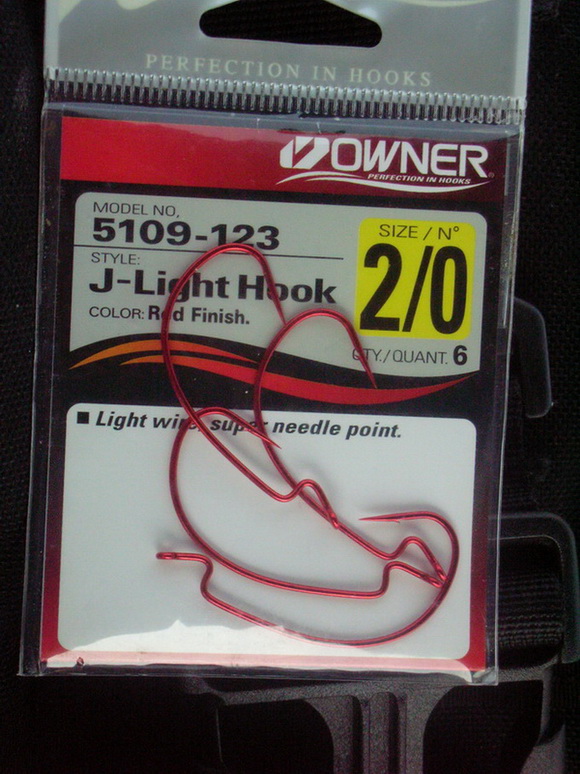 PERFECTION IN HOOKS
OWNER®
PERFECTION IN HOOKS
MODEL NO,
5109-123
STYLE:
J-Light Hook
COLOR: Red Finish.
SIZE / N°
2/0
QTY./QUANT. 6
■ Light wire, super needle point.